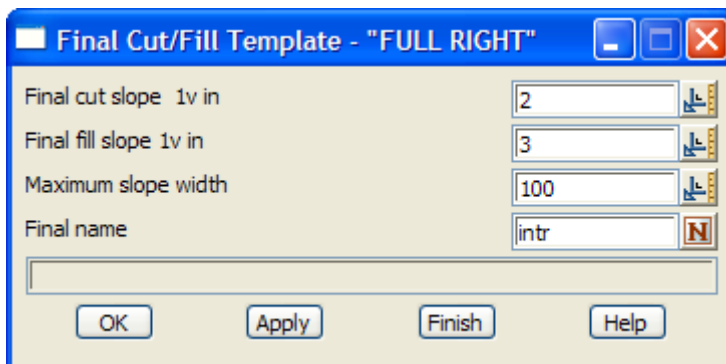 Final Cut/Fill Template - "FULL RIGHT"
Final cut slope 1v in 2
Final fill slope 1v in 3
Maximum slope width 100
Final name intr N
OK Apply Finish Help